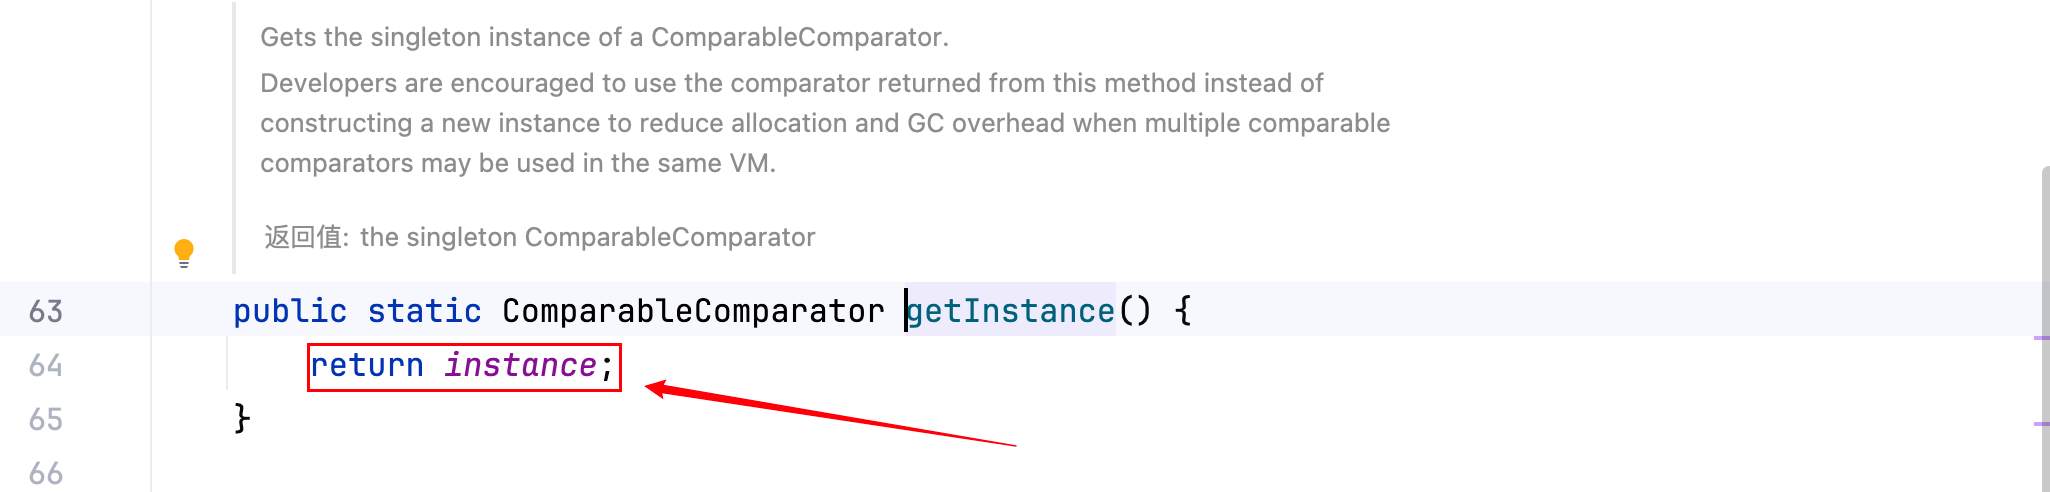 Gets the singleton instance of a ComparableComparator.
Developers are encouraged to use the comparator returned from this method instead of
constructing a new instance to reduce allocation and GC overhead when multiple comparable
comparators may be used in the same VM.
返回值: the singleton ComparableComparator
63 public static ComparableComparator getInstance() {
64 return instance;
65 }
66